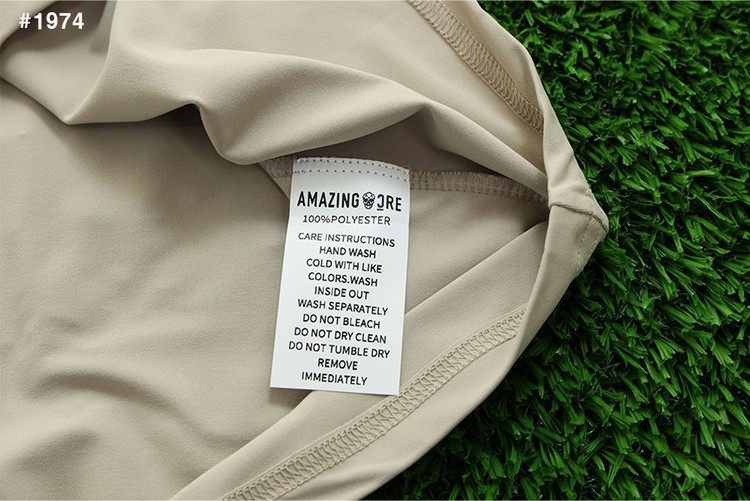 #1974
AMAZING CRE
100%POLYESTER
CARE INSTRUCTIONS
HAND WASH
COLD WITH LIKE
COLORS.WASH
INSIDE OUT
WASH SEPARATELY
DO NOT BLEACH
DO NOT DRY CLEAN
DO NOT TUMBLE DRY
REMOVE
IMMEDIATELY